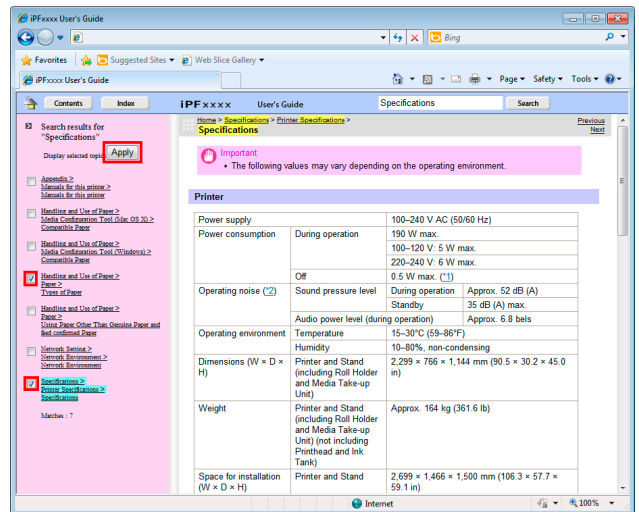 iPFxxxx User's Guide
Bing
Favorites Suggested Sites Web Slice Gallery
iPFxxxx User's Guide
Page Safety Tools
Contents Index iPFxxxx User's Guide Specifications Search
Search results for
"Specifications"
Display selected topic Apply
Appendix >
Manuals for this printer >
Manuals for this printer
Handling and Use of Paper >
Media Configuration Tool (Mac OS X) >
Compatible Paper
Handling and Use of Paper >
Media Configuration Tool (Windows) >
Compatible Paper
Handling and Use of Paper >
Paper >
Types of Paper
Handling and Use of Paper >
Paper >
Using Paper Other Than Genuine Paper and
feed confirmed Paper
Network Setting >
Network Environment >
Network Environment
Specifications >
Printer Specifications >
Specifications
Matches : 7
Home > Specifications > Printer Specifications > Previous
Specifications Next
Important
• The following values may vary depending on the operating environment.
Printer
Power supply 100–240 V AC (50/60 Hz)
Power consumption During operation 190 W max.
100–120 V: 5 W max.
220–240 V: 6 W max.
Off 0.5 W max. (*1)
Operating noise (*2) Sound pressure level During operation Approx. 52 dB (A)
Standby 35 dB (A) max.
Audio power level (during operation) Approx. 6.8 bels
Operating environment Temperature 15–30°C (59–86°F)
Humidity 10–80%, non-condensing
Dimensions (W × D × Printer and Stand 2,299 × 766 × 1,144 mm (90.5 × 30.2 × 45.0
H) (including Roll Holder in)
and Media Take-up
Unit)
Weight Printer and Stand Approx. 164 kg (361.6 lb)
(including Roll Holder
and Media Take-up
Unit) (not including
Printhead and Ink
Tank)
Space for installation Printer and Stand 2,699 × 1,466 × 1,500 mm (106.3 × 57.7 ×
(W × D × H) 59.1 in)
Internet 100%